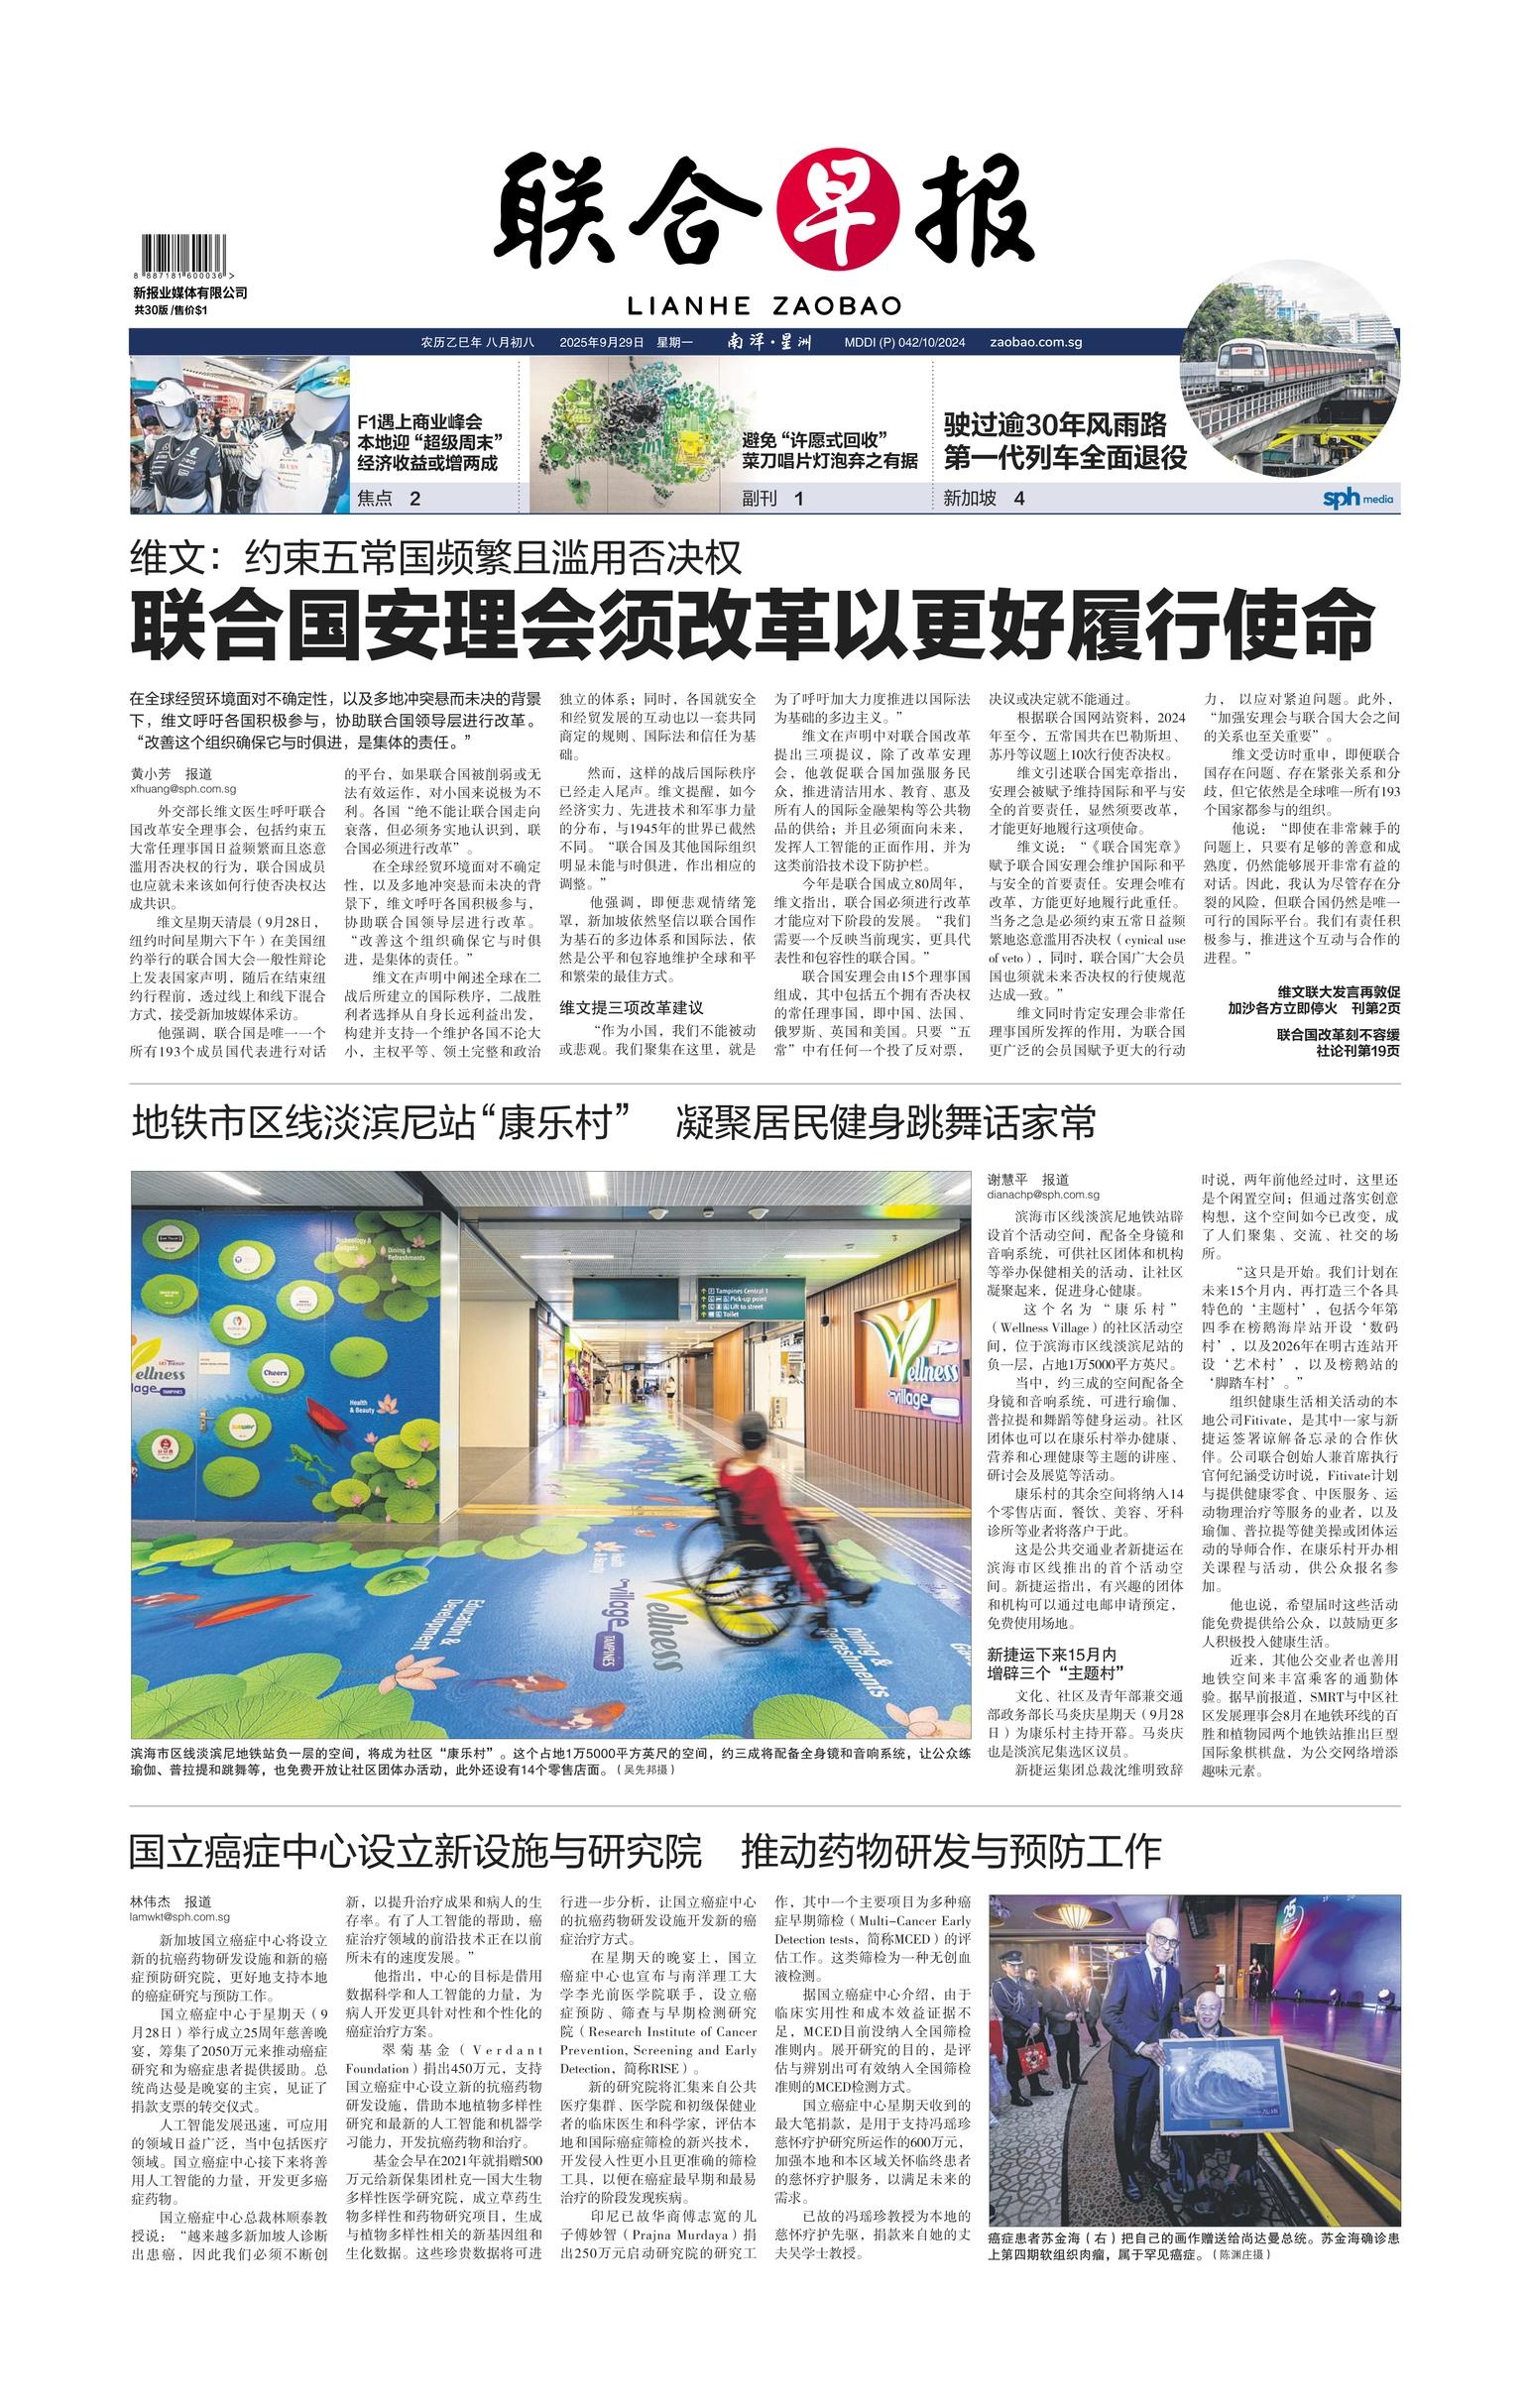 联合早报
LIANHE ZAOBAO
8 887181 600036 >
新报业媒体有限公司
共30版 /售价$1
农历乙巳年 八月初八 2025年9月29日 星期一 南洋·星洲 MDDI (P) 042/10/2024 zaobao.com.sg
F1遇上商业峰会
本地迎“超级周末”
经济收益或增两成
焦点 2
避免“许愿式回收”
菜刀唱片灯泡弃之有据
副刊 1
驶过逾30年风雨路
第一代列车全面退役
新加坡 4
sph media
维文：约束五常国频繁且滥用否决权
联合国安理会须改革以更好履行使命
在全球经贸环境面对不确定性，以及多地冲突悬而未决的背景
下，维文呼吁各国积极参与，协助联合国领导层进行改革。
“改善这个组织确保它与时俱进，是集体的责任。”
黄小芳 报道
xfhuang@sph.com.sg
外交部长维文医生呼吁联合
国改革安全理事会，包括约束五
大常任理事国日益频繁而且恣意
滥用否决权的行为，联合国成员
也应就未来该如何行使否决权达
成共识。
维文星期天清晨（9月28日，
纽约时间星期六下午）在美国纽
约举行的联合国大会一般性辩论
上发表国家声明，随后在结束纽
约行程前，透过线上和线下混合
方式，接受新加坡媒体采访。
他强调，联合国是唯一一个
所有193个成员国代表进行对话
的平台，如果联合国被削弱或无
法有效运作，对小国来说极为不
利。各国“绝不能让联合国走向
衰落，但必须务实地认识到，联
合国必须进行改革”。
在全球经贸环境面对不确定
性，以及多地冲突悬而未决的背
景下，维文呼吁各国积极参与，
协助联合国领导层进行改革。
“改善这个组织确保它与时俱
进，是集体的责任。”
维文在声明中阐述全球在二
战后所建立的国际秩序，二战胜
利者选择从自身长远利益出发，
构建并支持一个维护各国不论大
小，主权平等、领土完整和政治
独立的体系；同时，各国就安全
和经贸发展的互动也以一套共同
商定的规则、国际法和信任为基
础。
然而，这样的战后国际秩序
已经走入尾声。维文提醒，如今
经济实力、先进技术和军事力量
的分布，与1945年的世界已截然
不同。“联合国及其他国际组织
明显未能与时俱进，作出相应的
调整。”
他强调，即便悲观情绪笼
罩，新加坡依然坚信以联合国作
为基石的多边体系和国际法，依
然是公平和包容地维护全球和平
和繁荣的最佳方式。
维文提三项改革建议
“作为小国，我们不能被动
或悲观。我们聚集在这里，就是
为了呼吁加大力度推进以国际法
为基础的多边主义。”
维文在声明中对联合国改革
提出三项提议，除了改革安理
会，他敦促联合国加强服务民
众，推进清洁用水、教育、惠及
所有人的国际金融架构等公共物
品的供给；并且必须面向未来，
发挥人工智能的正面作用，并为
这类前沿技术设下防护栏。
今年是联合国成立80周年，
维文指出，联合国必须进行改革
才能应对下阶段的发展。“我们
需要一个反映当前现实，更具代
表性和包容性的联合国。”
联合国安理会由15个理事国
组成，其中包括五个拥有否决权
的常任理事国，即中国、法国、
俄罗斯、英国和美国。只要“五
常”中有任何一个投了反对票，
决议或决定就不能通过。
根据联合国网站资料，2024
年至今，五常国共在巴勒斯坦、
苏丹等议题上10次行使否决权。
维文引述联合国宪章指出，
安理会被赋予维持国际和平与安
全的首要责任，显然须要改革，
才能更好地履行这项使命。
维文说：“《联合国宪章》
赋予联合国安理会维护国际和平
与安全的首要责任。安理会唯有
改革，方能更好地履行此重任。
当务之急是必须约束五常日益频
繁地恣意滥用否决权（cynical use
of veto），同时，联合国广大会员
国也须就未来否决权的行使规范
达成一致。”
维文同时肯定安理会非常任
理事国所发挥的作用，为联合国
更广泛的会员国赋予更大的行动
力， 以应对紧迫问题。此外，
“加强安理会与联合国大会之间
的关系也至关重要”。
维文受访时重申，即便联合
国存在问题、存在紧张关系和分
歧，但它依然是全球唯一所有193
个国家都参与的组织。
他说：“即使在非常棘手的
问题上，只要有足够的善意和成
熟度，仍然能够展开非常有益的
对话。因此，我认为尽管存在分
裂的风险，但联合国仍然是唯一
可行的国际平台。我们有责任积
极参与，推进这个互动与合作的
进程。”
维文联大发言再敦促
加沙各方立即停火 刊第2页
联合国改革刻不容缓
社论刊第19页
地铁市区线淡滨尼站“康乐村” 凝聚居民健身跳舞话家常
Technology &
Gadgets
Dining &
Refreshments
Cheers
Health
& Beauty
ellness
lage TAMPINES
Tampines Central 1
Pick-up point
Lift to street
Toilet
Wellness
village
Education &
Development
Wellness
village
TAMPINES
Dining &
Refreshments
滨海市区线淡滨尼地铁站负一层的空间，将成为社区“康乐村”。这个占地1万5000平方英尺的空间，约三成将配备全身镜和音响系统，让公众练
瑜伽、普拉提和跳舞等，也免费开放让社区团体办活动，此外还设有14个零售店面。（吴先邦摄）
谢慧平 报道
dianachp@sph.com.sg
滨海市区线淡滨尼地铁站辟
设首个活动空间，配备全身镜和
音响系统，可供社区团体和机构
等举办保健相关的活动，让社区
凝聚起来，促进身心健康。
这个名为“康乐村”
（Wellness Village）的社区活动空
间，位于滨海市区线淡滨尼站的
负一层，占地1万5000平方英尺。
当中，约三成的空间配备全
身镜和音响系统，可进行瑜伽、
普拉提和舞蹈等健身运动。社区
团体也可以在康乐村举办健康、
营养和心理健康等主题的讲座、
研讨会及展览等活动。
康乐村的其余空间将纳入14
个零售店面，餐饮、美容、牙科
诊所等业者将落户于此。
这是公共交通业者新捷运在
滨海市区线推出的首个活动空
间。新捷运指出，有兴趣的团体
和机构可以通过电邮申请预定，
免费使用场地。
新捷运下来15月内
增辟三个“主题村”
文化、社区及青年部兼交通
部政务部长马炎庆星期天（9月28
日）为康乐村主持开幕。马炎庆
也是淡滨尼集选区议员。
新捷运集团总裁沈维明致辞
时说，两年前他经过时，这里还
是个闲置空间；但通过落实创意
构想，这个空间如今已改变，成
了人们聚集、交流、社交的场
所。
“这只是开始。我们计划在
未来15个月内，再打造三个各具
特色的‘主题村’，包括今年第
四季在榜鹅海岸站开设‘数码
村’，以及2026年在明古连站开
设‘艺术村’，以及榜鹅站的
‘脚踏车村’。”
组织健康生活相关活动的本
地公司Fitivate，是其中一家与新
捷运签署谅解备忘录的合作伙
伴。公司联合创始人兼首席执行
官何纪涵受访时说，Fitivate计划
与提供健康零食、中医服务、运
动物理治疗等服务的业者，以及
瑜伽、普拉提等健美操或团体运
动的导师合作，在康乐村开办相
关课程与活动，供公众报名参
加。
他也说，希望届时这些活动
能免费提供给公众，以鼓励更多
人积极投入健康生活。
近来，其他公交业者也善用
地铁空间来丰富乘客的通勤体
验。据早前报道，SMRT与中区社
区发展理事会8月在地铁环线的百
胜和植物园两个地铁站推出巨型
国际象棋棋盘，为公交网络增添
趣味元素。
国立癌症中心设立新设施与研究院 推动药物研发与预防工作
林伟杰 报道
lamwkt@sph.com.sg
新加坡国立癌症中心将设立
新的抗癌药物研发设施和新的癌
症预防研究院，更好地支持本地
的癌症研究与预防工作。
国立癌症中心于星期天（9
月28日）举行成立25周年慈善晚
宴，筹集了2050万元来推动癌症
研究和为癌症患者提供援助。总
统尚达曼是晚宴的主宾，见证了
捐款支票的转交仪式。
人工智能发展迅速，可应用
的领域日益广泛，当中包括医疗
领域。国立癌症中心接下来将善
用人工智能的力量，开发更多癌
症药物。
国立癌症中心总裁林顺泰教
授说：“越来越多新加坡人诊断
出患癌，因此我们必须不断创
新，以提升治疗成果和病人的生
存率。有了人工智能的帮助，癌
症治疗领域的前沿技术正在以前
所未有的速度发展。”
他指出，中心的目标是借用
数据科学和人工智能的力量，为
病人开发更具针对性和个性化的
癌症治疗方案。
翠菊基金（Verdant
Foundation）捐出450万元，支持
国立癌症中心设立新的抗癌药物
研发设施，借助本地植物多样性
研究和最新的人工智能和机器学
习能力，开发抗癌药物和治疗。
基金会早在2021年就捐赠500
万元给新保集团杜克—国大生物
多样性医学研究院，成立草药生
物多样性和药物研究项目，生成
与植物多样性相关的新基因组和
生化数据。这些珍贵数据将可进
行进一步分析，让国立癌症中心
的抗癌药物研发设施开发新的癌
症治疗方式。
在星期天的晚宴上，国立
癌症中心也宣布与南洋理工大
学李光前医学院联手，设立癌
症预防、筛查与早期检测研究
院（Research Institute of Cancer
Prevention, Screening and Early
Detection，简称RISE）。
新的研究院将汇集来自公共
医疗集群、医学院和初级保健业
者的临床医生和科学家，评估本
地和国际癌症筛检的新兴技术，
开发侵入性更小且更准确的筛检
工具，以便在癌症最早期和最易
治疗的阶段发现疾病。
印尼已故华商傅志宽的儿
子傅妙智（Prajna Murdaya）捐
出250万元启动研究院的研究工
作，其中一个主要项目为多种癌
症早期筛检（Multi-Cancer Early
Detection tests，简称MCED）的评
估工作。这类筛检为一种无创血
液检测。
据国立癌症中心介绍，由于
临床实用性和成本效益证据不
足，MCED目前没纳入全国筛检
准则内。展开研究的目的，是评
估与辨别出可有效纳入全国筛检
准则的MCED检测方式。
国立癌症中心星期天收到的
最大笔捐款，是用于支持冯瑶珍
慈怀疗护研究所运作的600万元，
加强本地和本区域关怀临终患者
的慈怀疗护服务，以满足未来的
需求。
已故的冯瑶珍教授为本地的
慈怀疗护先驱，捐款来自她的丈
夫吴学士教授。
25
癌症患者苏金海（右）把自己的画作赠送给尚达曼总统。苏金海确诊患
上第四期软组织肉瘤，属于罕见癌症。（陈渊庄摄）